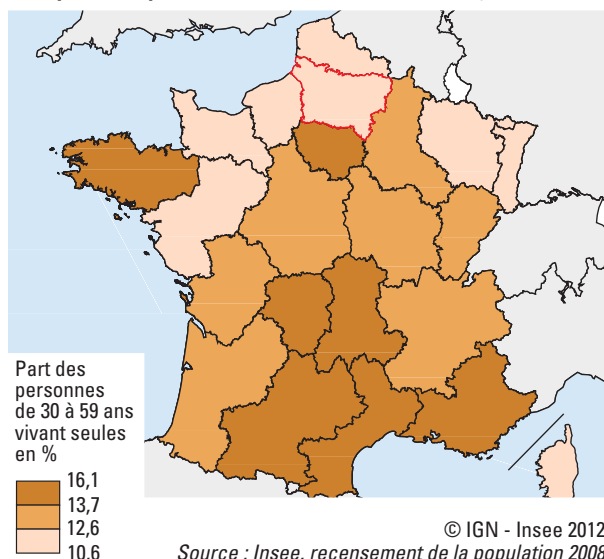 Part des
personnes
de 30 à 59 ans
vivant seules
en %
16,1
13,7
12,6
10,6
© IGN - Insee 2012
Source : Insee, recensement de la population 2008